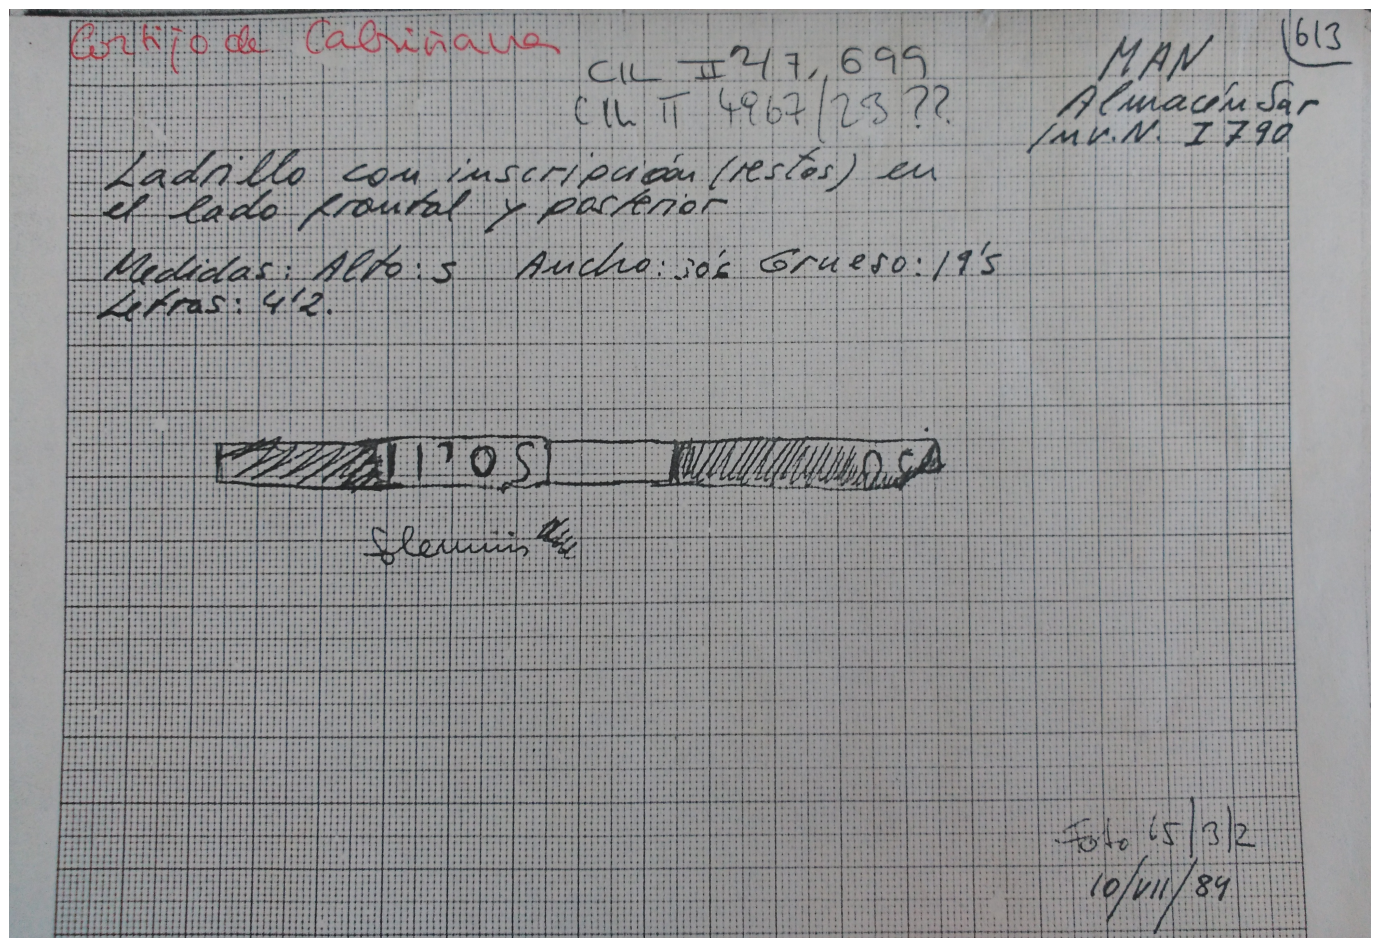 Cortijo de Cabriñana
613
CIL II²/7, 699
CIL II 4967/23 ??
MAN
Almacén Sar
Inv. N. I 790
Ladrillo con inscripción (restos) en
el lado frontal y posterior
Medidas: Alto: 5 Ancho: 30'5 Grueso: 19'5
Letras: 4'2.
Solemnis
Foto 65/3/2
10/VII/89